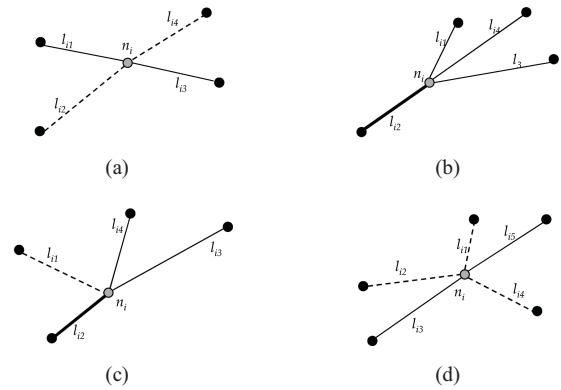 l_{i4}
l_{i1}
n_i
l_{i3}
l_{i2}
(a)
l_{i1}
l_{i4}
l_3
n_i
l_{i2}
(b)
l_{i4}
l_{i1}
l_{i3}
n_i
l_{i2}
(c)
l_{i5}
l_{i1}
l_{i2}
n_i
l_{i4}
l_{i3}
(d)